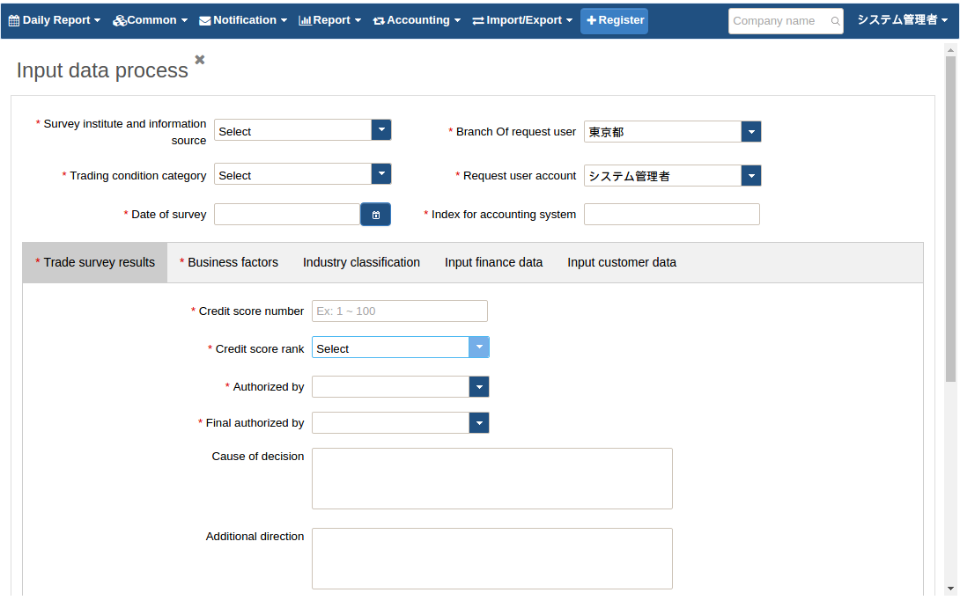 Daily Report Common Notification Report Accounting Import/Export Register Company name システム管理者
Input data process
* Survey institute and information source Select * Branch Of request user 東京都
* Trading condition category Select * Request user account システム管理者
* Date of survey * Index for accounting system
* Trade survey results * Business factors Industry classification Input finance data Input customer data
* Credit score number Ex: 1 ~ 100
* Credit score rank Select
* Authorized by
* Final authorized by
Cause of decision
Additional direction